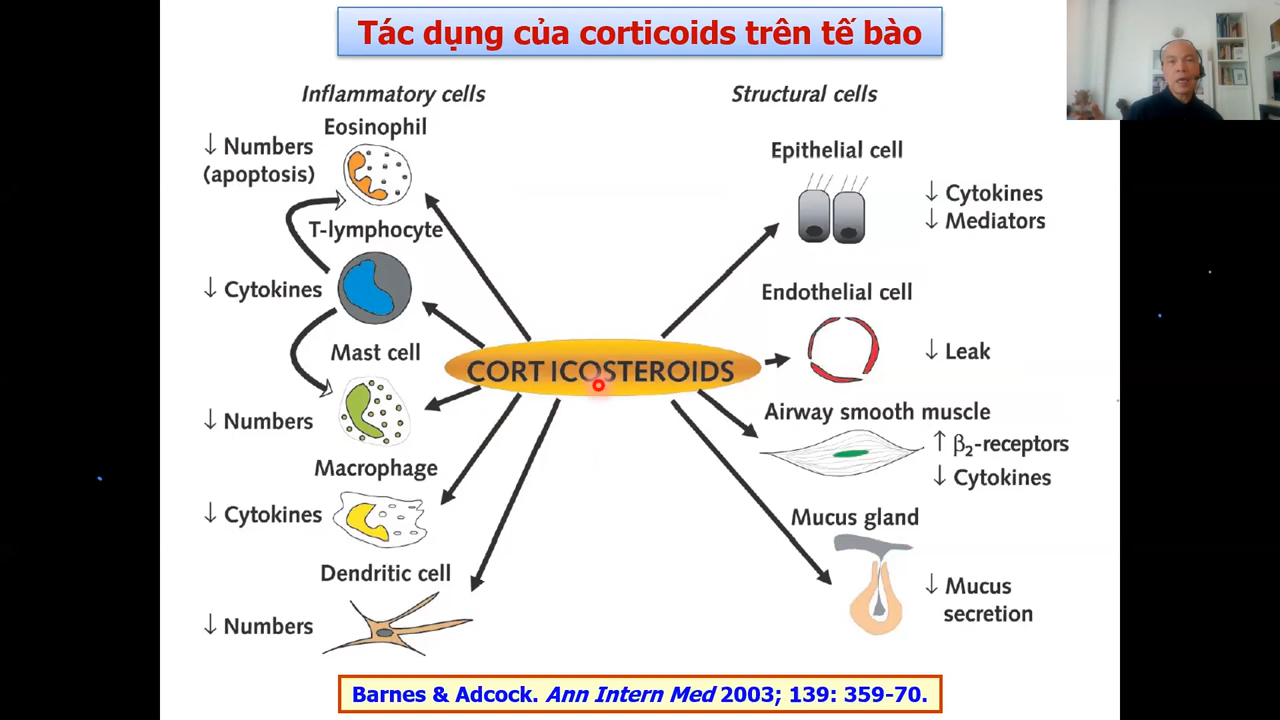 Tác dụng của corticoids trên tế bào
Inflammatory cells
Eosinophil
↓ Numbers
(apoptosis)
T-lymphocyte
↓ Cytokines
Mast cell
↓ Numbers
Macrophage
↓ Cytokines
Dendritic cell
↓ Numbers
CORTICOSTEROIDS
Structural cells
Epithelial cell
↓ Cytokines
↓ Mediators
Endothelial cell
↓ Leak
Airway smooth muscle
↑ β₂-receptors
↓ Cytokines
Mucus gland
↓ Mucus
secretion
Barnes & Adcock. Ann Intern Med 2003; 139: 359-70.